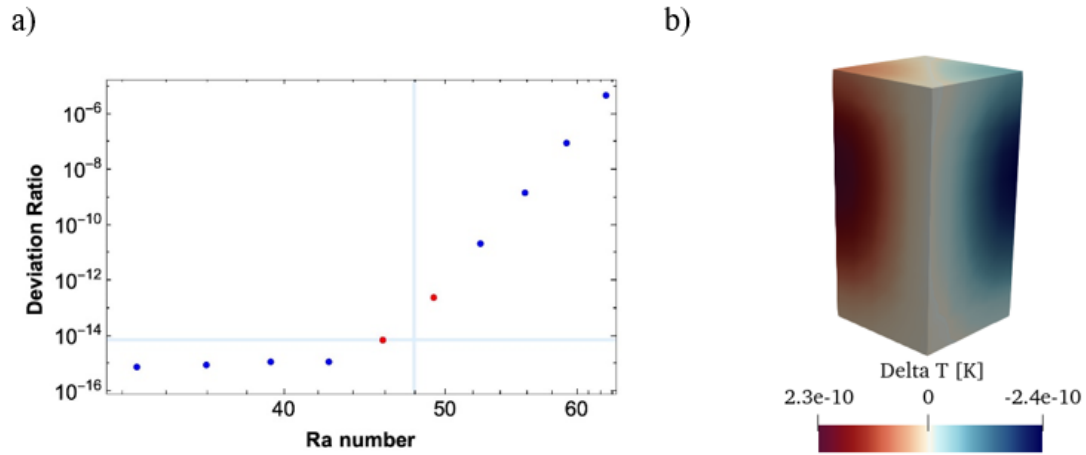 a)
b)
Deviation Ratio
10⁻⁶
10⁻⁸
10⁻¹⁰
10⁻¹²
10⁻¹⁴
10⁻¹⁶
40 50 60
Ra number
Delta T [K]
2.3e-10 0 -2.4e-10